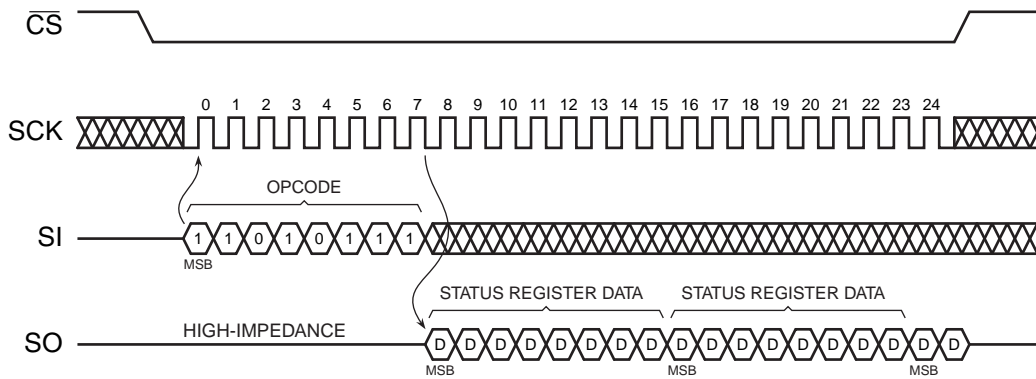 CS
0 1 2 3 4 5 6 7 8 9 10 11 12 13 14 15 16 17 18 19 20 21 22 23 24
SCK
OPCODE
SI 1 1 0 1 0 1 1 1
MSB
STATUS REGISTER DATA STATUS REGISTER DATA
HIGH-IMPEDANCE
SO D D D D D D D D D D D D D D D D D D
MSB MSB MSB